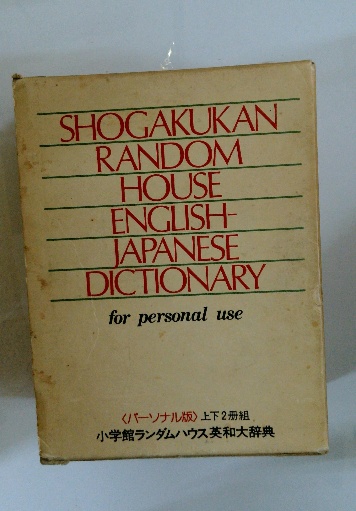 SHOGAKUKAN
RANDOM
HOUSE
ENGLISH-
JAPANESE
DICTIONARY
for personal use
〈パーソナル版〉上下2冊組
小学館ランダムハウス英和大辞典